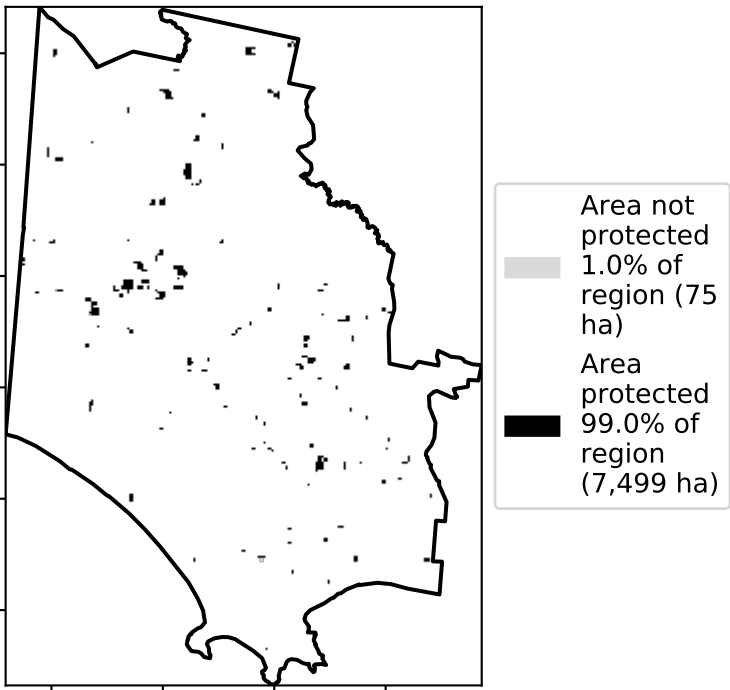 Area not
protected
1.0% of
region (75
ha)
Area
protected
99.0% of
region
(7,499 ha)